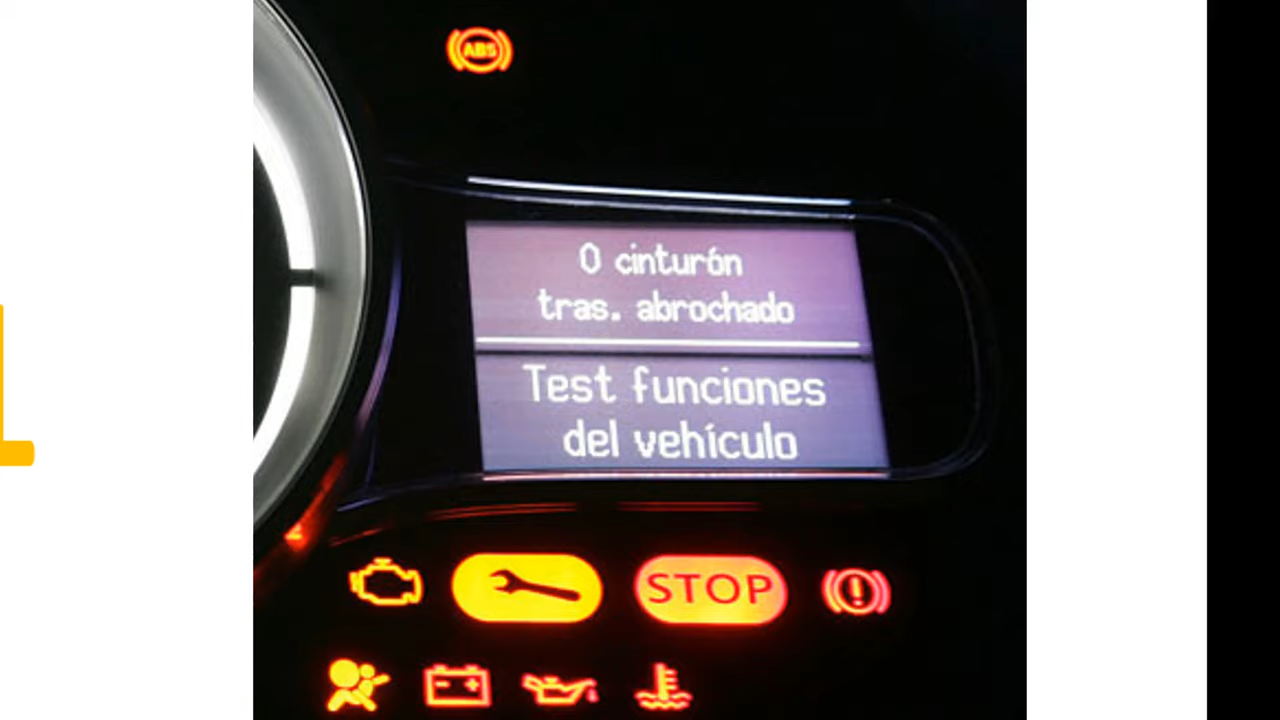 ABS
0 cinturón
tras. abrochado
Test funciones
del vehículo
STOP